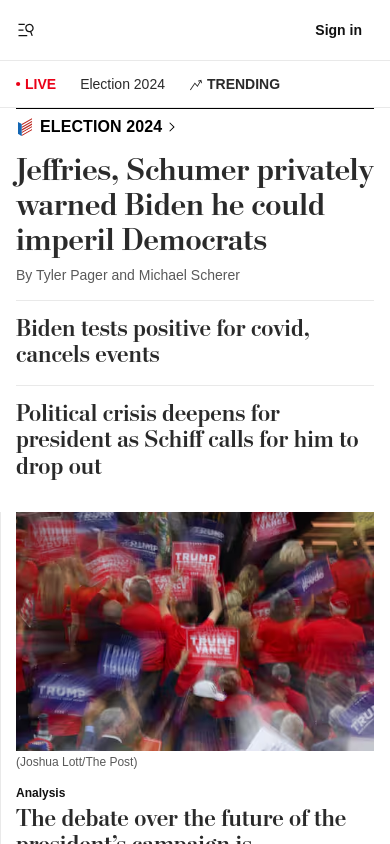 Sign in
LIVE
Election 2024
TRENDING
ELECTION 2024
Jeffries, Schumer privately
warned Biden he could
imperil Democrats
By Tyler Pager and Michael Scherer
Biden tests positive for covid,
cancels events
Political crisis deepens for
president as Schiff calls for him to
drop out
TRUMP
VANCE
TRUMP
TRUMP
VANCE
TRUMP
TRUMP
(Joshua Lott/The Post)
Analysis
The debate over the future of the
president’s campaign is